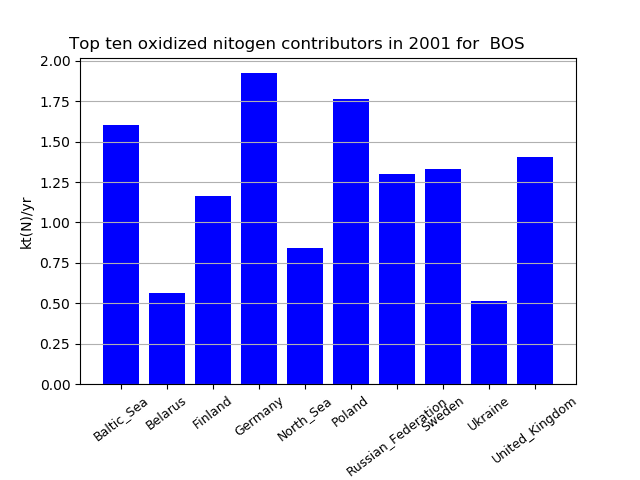 Top ten oxidized nitogen contributors in 2001 for  BOS
kt(N)/yr
2.00
1.75
1.50
1.25
1.00
0.75
0.50
0.25
0.00
Baltic_Sea
Belarus
Finland
Germany
North_Sea
Poland
Russian_Federation
Sweden
Ukraine
United_Kingdom